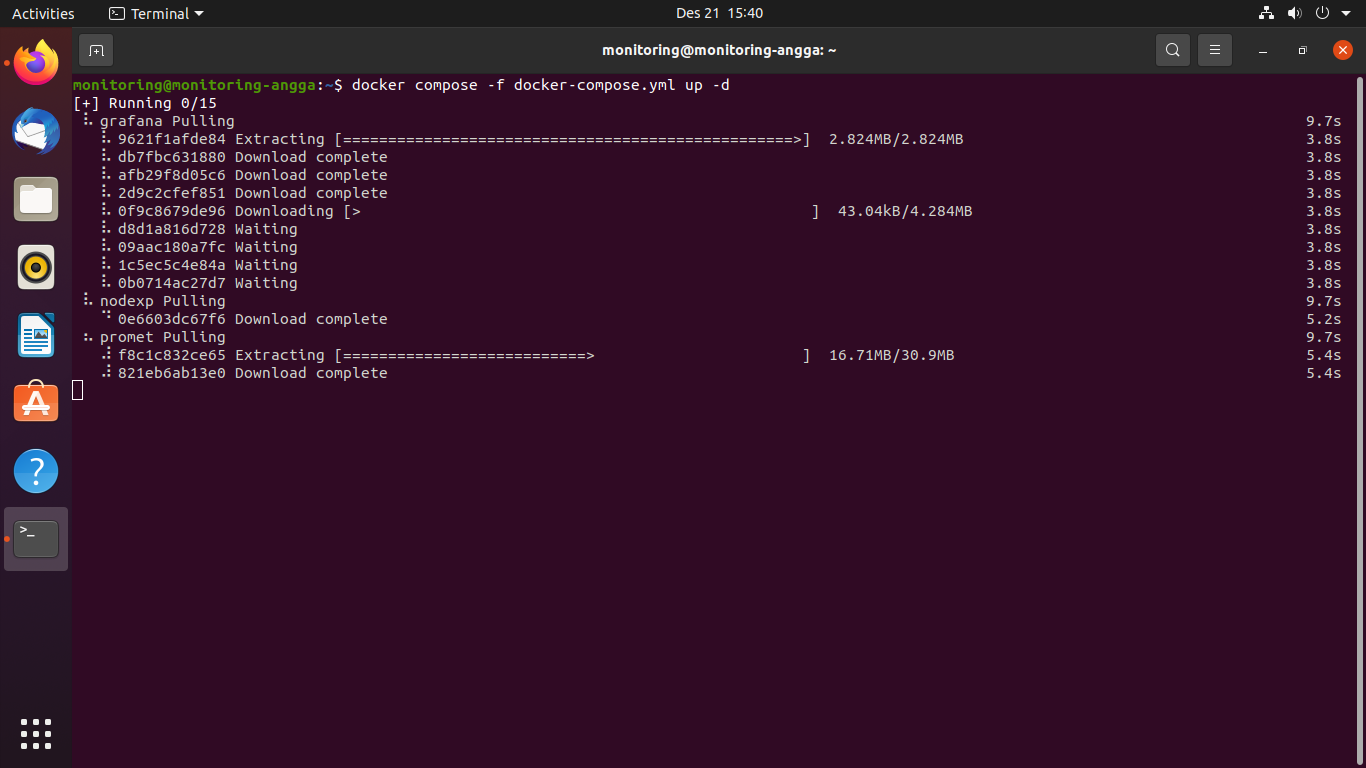 Activities
Terminal
Des 21 15:40
monitoring@monitoring-angga: ~
monitoring@monitoring-angga:~$ docker compose -f docker-compose.yml up -d
[+] Running 0/15
⠧ grafana Pulling 9.7s
⠧ 9621f1afde84 Extracting [==================================================>] 2.824MB/2.824MB 3.8s
⠧ db7fbc631880 Download complete 3.8s
⠧ afb29f8d05c6 Download complete 3.8s
⠧ 2d9c2cfef851 Download complete 3.8s
⠧ 0f9c8679de96 Downloading [> ] 43.04kB/4.284MB 3.8s
⠧ d8d1a816d728 Waiting 3.8s
⠧ 09aac180a7fc Waiting 3.8s
⠧ 1c5ec5c4e84a Waiting 3.8s
⠧ 0b0714ac27d7 Waiting 3.8s
⠧ nodexp Pulling 9.7s
⠙ 0e6603dc67f6 Download complete 5.2s
⠦ promet Pulling 9.7s
⠼ f8c1c832ce65 Extracting [===========================> ] 16.71MB/30.9MB 5.4s
⠼ 821eb6ab13e0 Download complete 5.4s